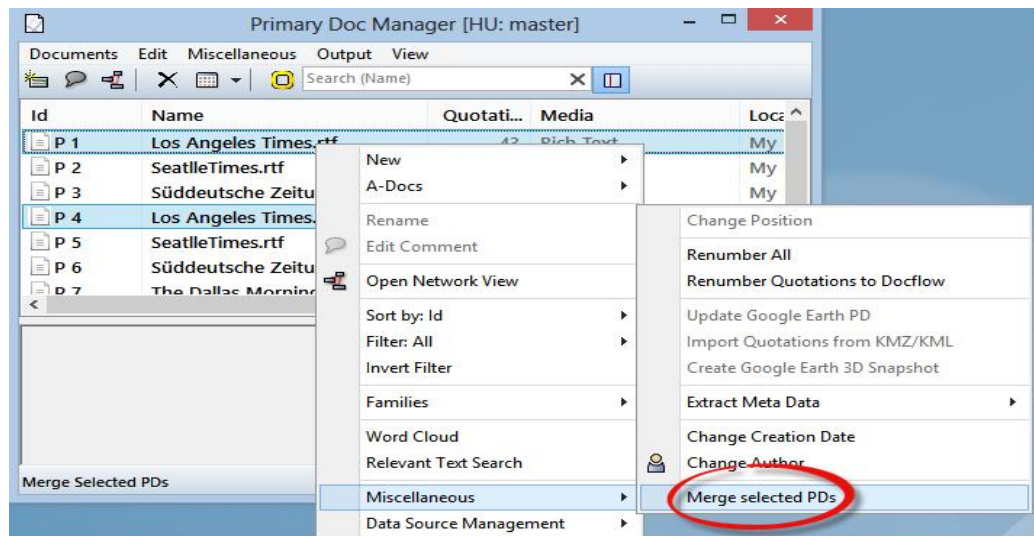 Primary Doc Manager [HU: master]
Documents Edit Miscellaneous Output View
Search (Name)
Id Name Quotati... Media Loca
P 1 Los Angeles Times.rtf 43 Rich Text My
P 2 SeatlleTimes.rtf My
P 3 Süddeutsche Zeitu My
P 4 Los Angeles Times.
P 5 SeatlleTimes.rtf
P 6 Süddeutsche Zeitu
P 7 The Dallas Morning
Merge Selected PDs
New
A-Docs
Rename
Edit Comment
Open Network View
Sort by: Id
Filter: All
Invert Filter
Families
Word Cloud
Relevant Text Search
Miscellaneous
Data Source Management
Change Position
Renumber All
Renumber Quotations to Docflow
Update Google Earth PD
Import Quotations from KMZ/KML
Create Google Earth 3D Snapshot
Extract Meta Data
Change Creation Date
Change Author
Merge selected PDs